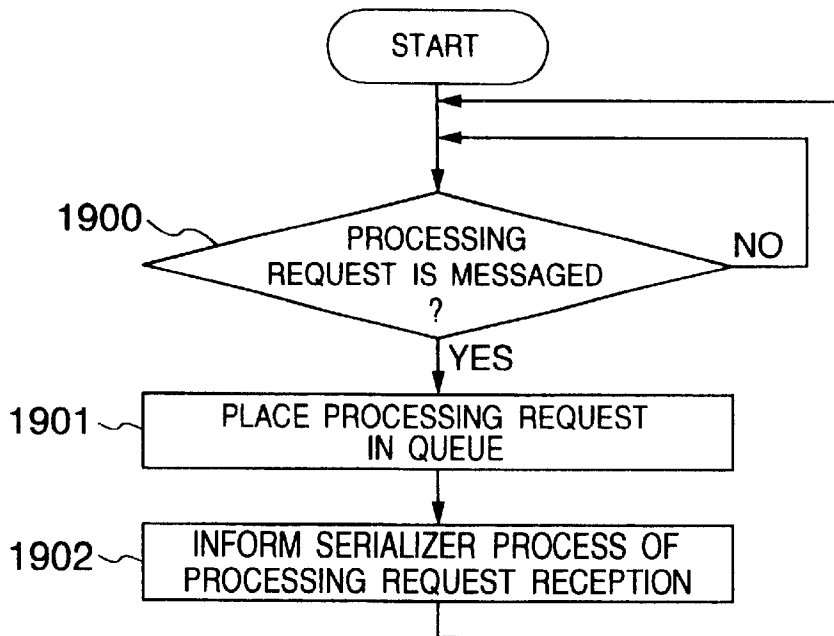 START
1900
PROCESSING
REQUEST IS MESSAGED
?
NO
YES
1901
PLACE PROCESSING REQUEST
IN QUEUE
1902
INFORM SERIALIZER PROCESS OF
PROCESSING REQUEST RECEPTION